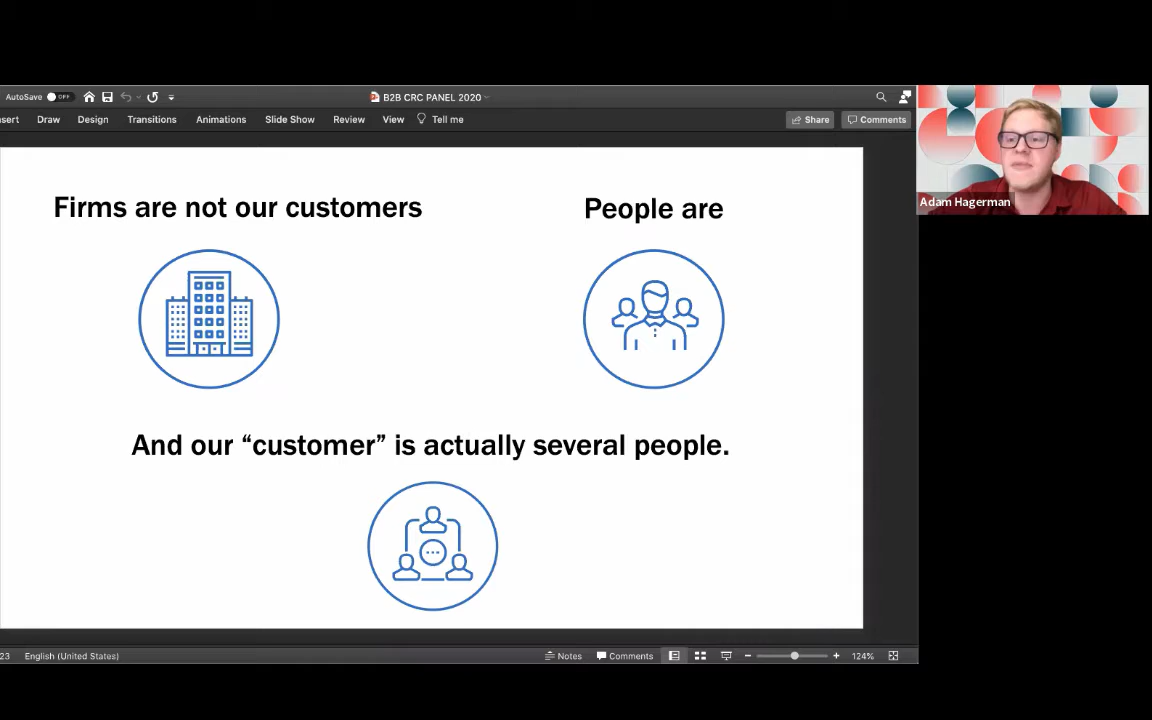 AutoSave OFF
B2B CRC PANEL 2020
sert Draw Design Transitions Animations Slide Show Review View Tell me Share Comments
Adam Hagerman
Firms are not our customers
People are
And our “customer” is actually several people.
23 English (United States) Notes Comments 124%